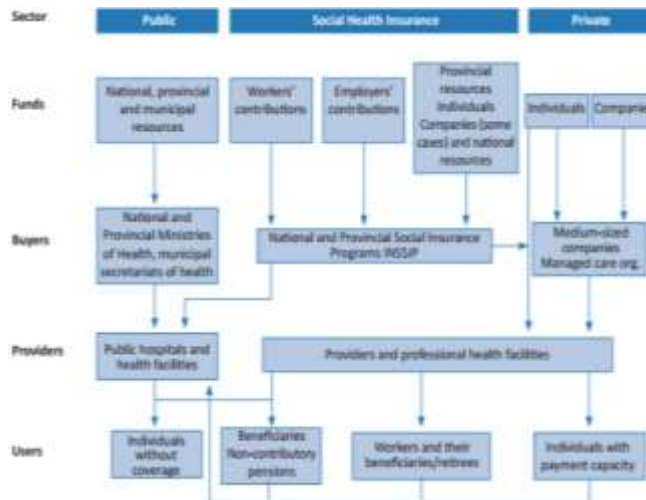 Sector
Public
Social Health Insurance
Private
Funds
National, provincial
and municipal
resources
Workers'
contributions
Employers'
contributions
Provincial
resources
Individuals
Companies (some
cases) and national
resources
Individuals
Companies
Buyers
National and
Provincial Ministries
of Health, municipal
secretariats of health
National and Provincial Social Insurance
Programs INSSJP
Medium-sized
companies
Managed care org.
Providers
Public hospitals and
health facilities
Providers and professional health facilities
Users
Individuals
without
coverage
Beneficiaries
Non-contributory
pensions
Workers and their
beneficiaries/retirees
Individuals with
payment capacity